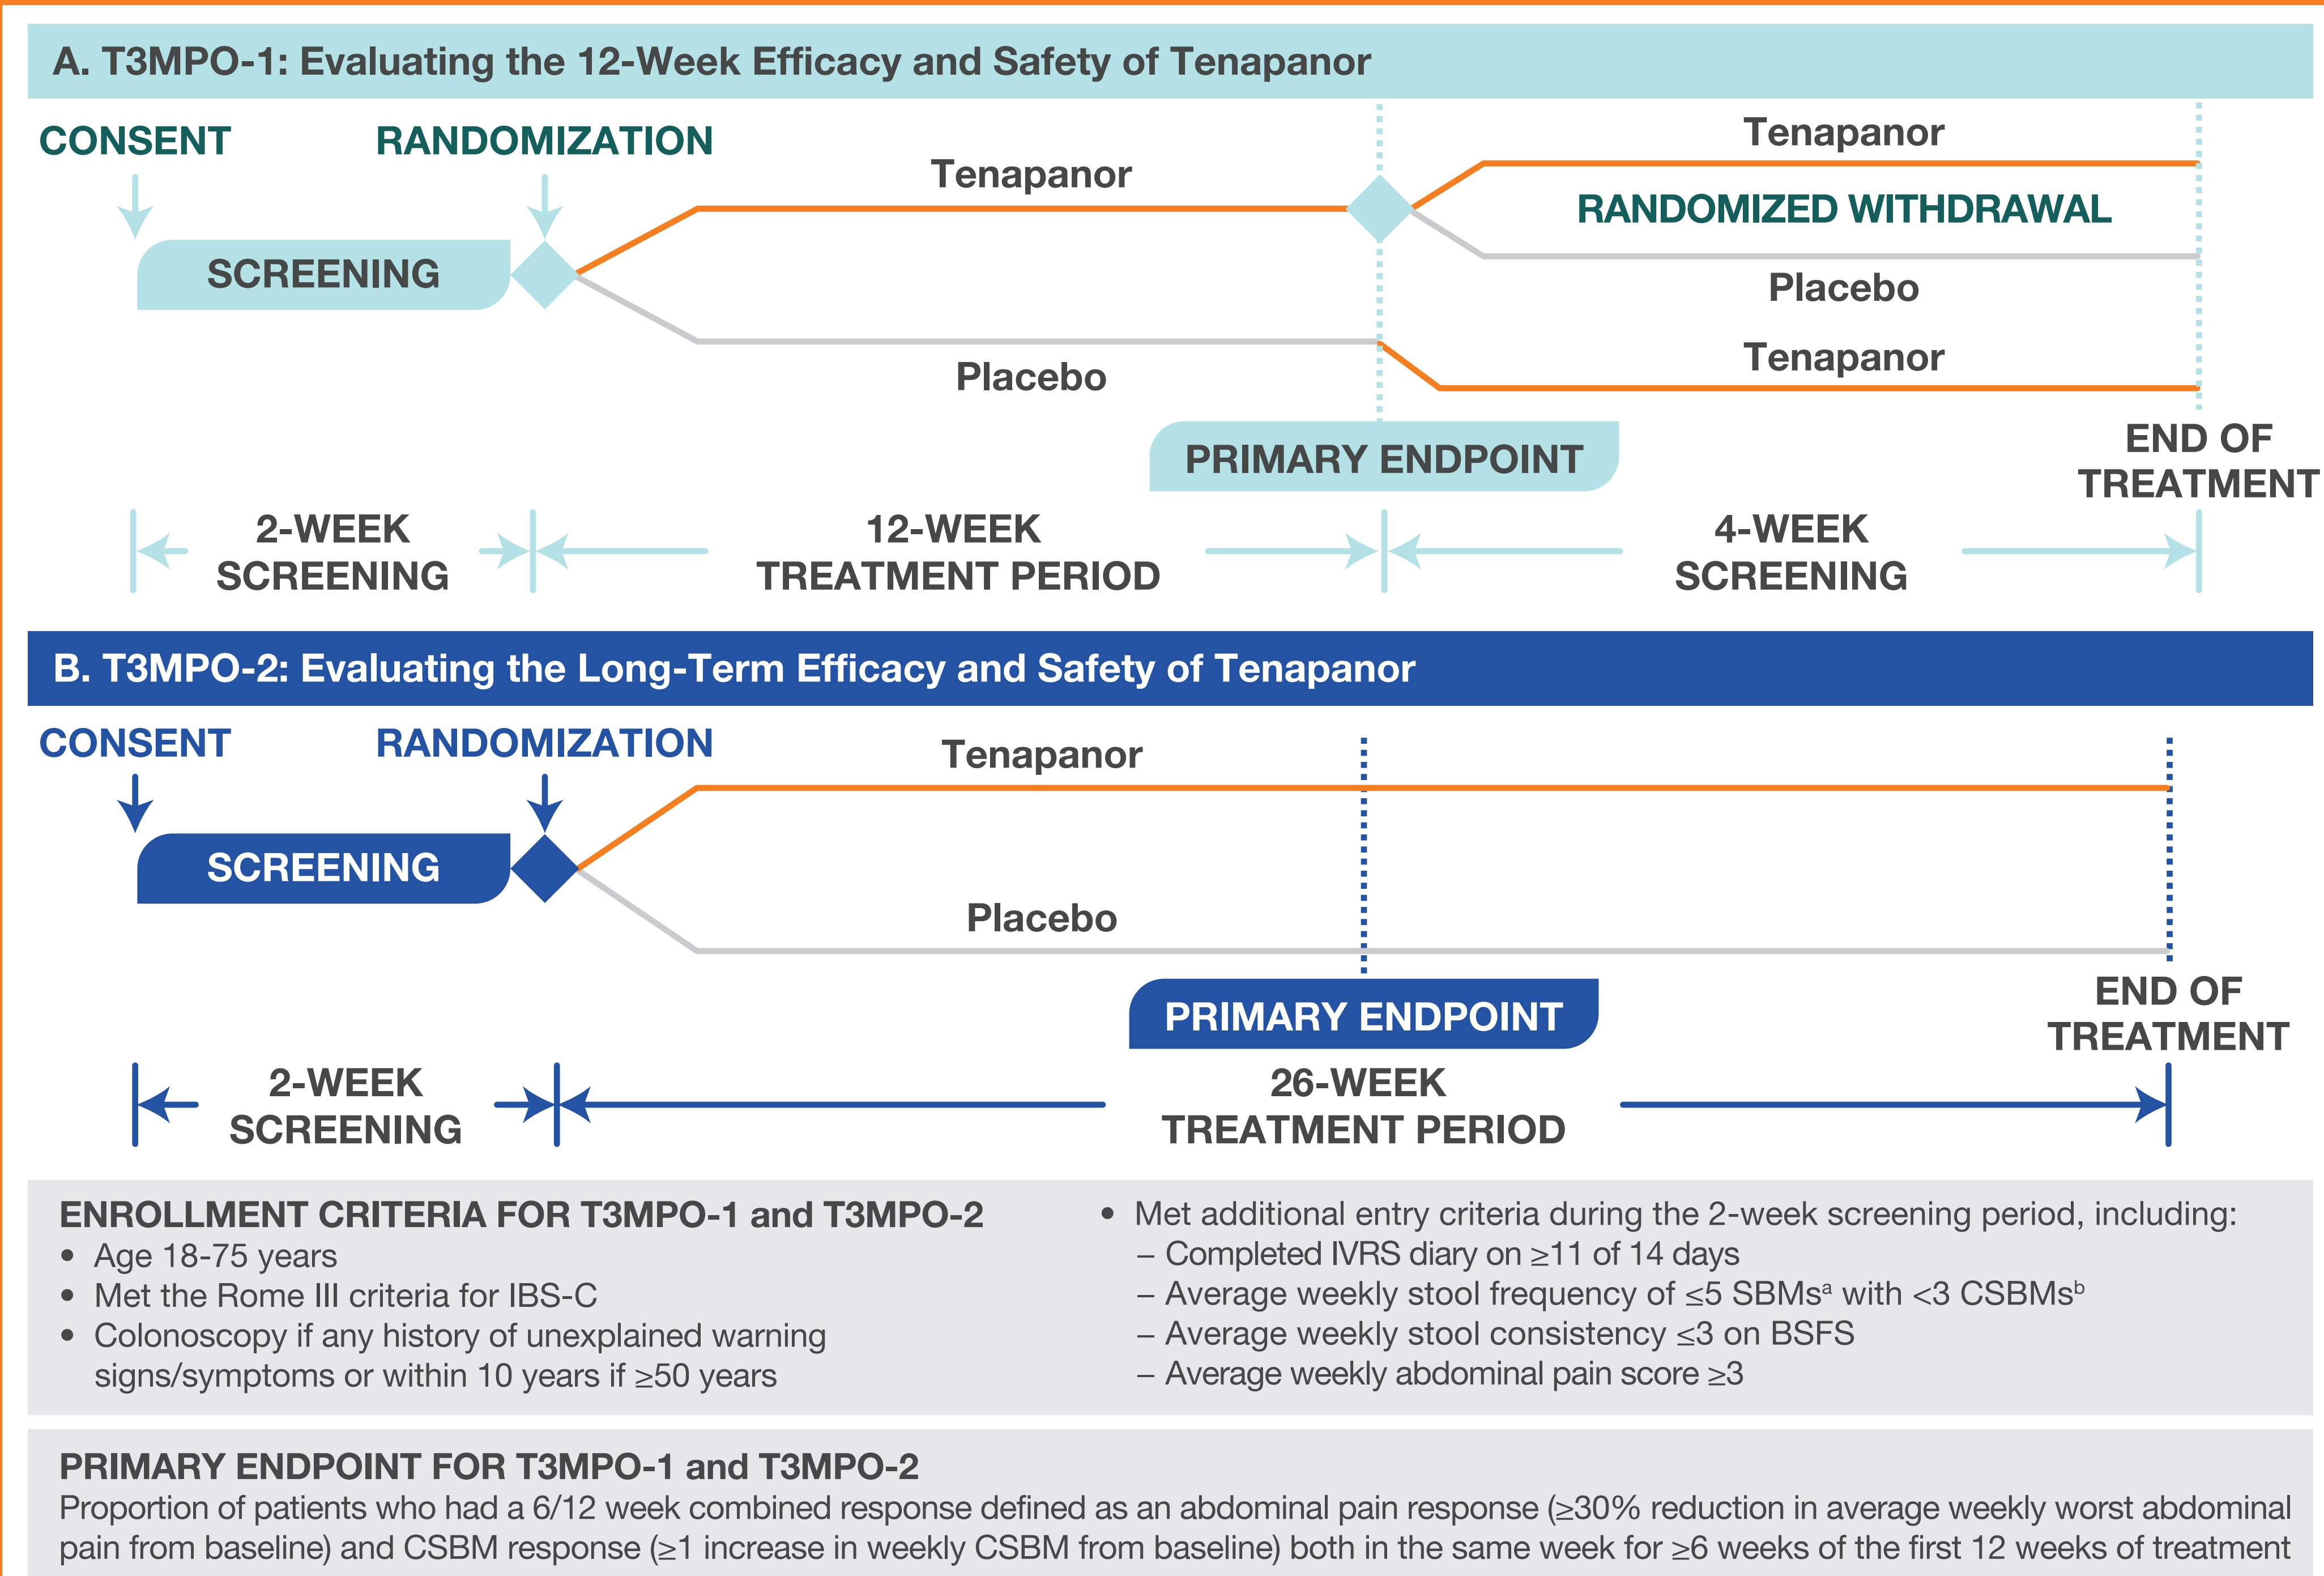 A. T3MPO-1: Evaluating the 12-Week Efficacy and Safety of Tenapanor
CONSENT
RANDOMIZATION
SCREENING
Tenapanor
Placebo
Tenapanor
RANDOMIZED WITHDRAWAL
Placebo
Tenapanor
PRIMARY ENDPOINT
END OF
TREATMENT
2-WEEK
SCREENING
12-WEEK
TREATMENT PERIOD
4-WEEK
SCREENING
B. T3MPO-2: Evaluating the Long-Term Efficacy and Safety of Tenapanor
CONSENT
RANDOMIZATION
SCREENING
Tenapanor
Placebo
PRIMARY ENDPOINT
END OF
TREATMENT
2-WEEK
SCREENING
26-WEEK
TREATMENT PERIOD
ENROLLMENT CRITERIA FOR T3MPO-1 and T3MPO-2
• Age 18-75 years
• Met the Rome III criteria for IBS-C
• Colonoscopy if any history of unexplained warning
signs/symptoms or within 10 years if ≥50 years
• Met additional entry criteria during the 2-week screening period, including:
– Completed IVRS diary on ≥11 of 14 days
– Average weekly stool frequency of ≤5 SBMsᵃ with <3 CSBMsᵇ
– Average weekly stool consistency ≤3 on BSFS
– Average weekly abdominal pain score ≥3
PRIMARY ENDPOINT FOR T3MPO-1 and T3MPO-2
Proportion of patients who had a 6/12 week combined response defined as an abdominal pain response (≥30% reduction in average weekly worst abdominal
pain from baseline) and CSBM response (≥1 increase in weekly CSBM from baseline) both in the same week for ≥6 weeks of the first 12 weeks of treatment